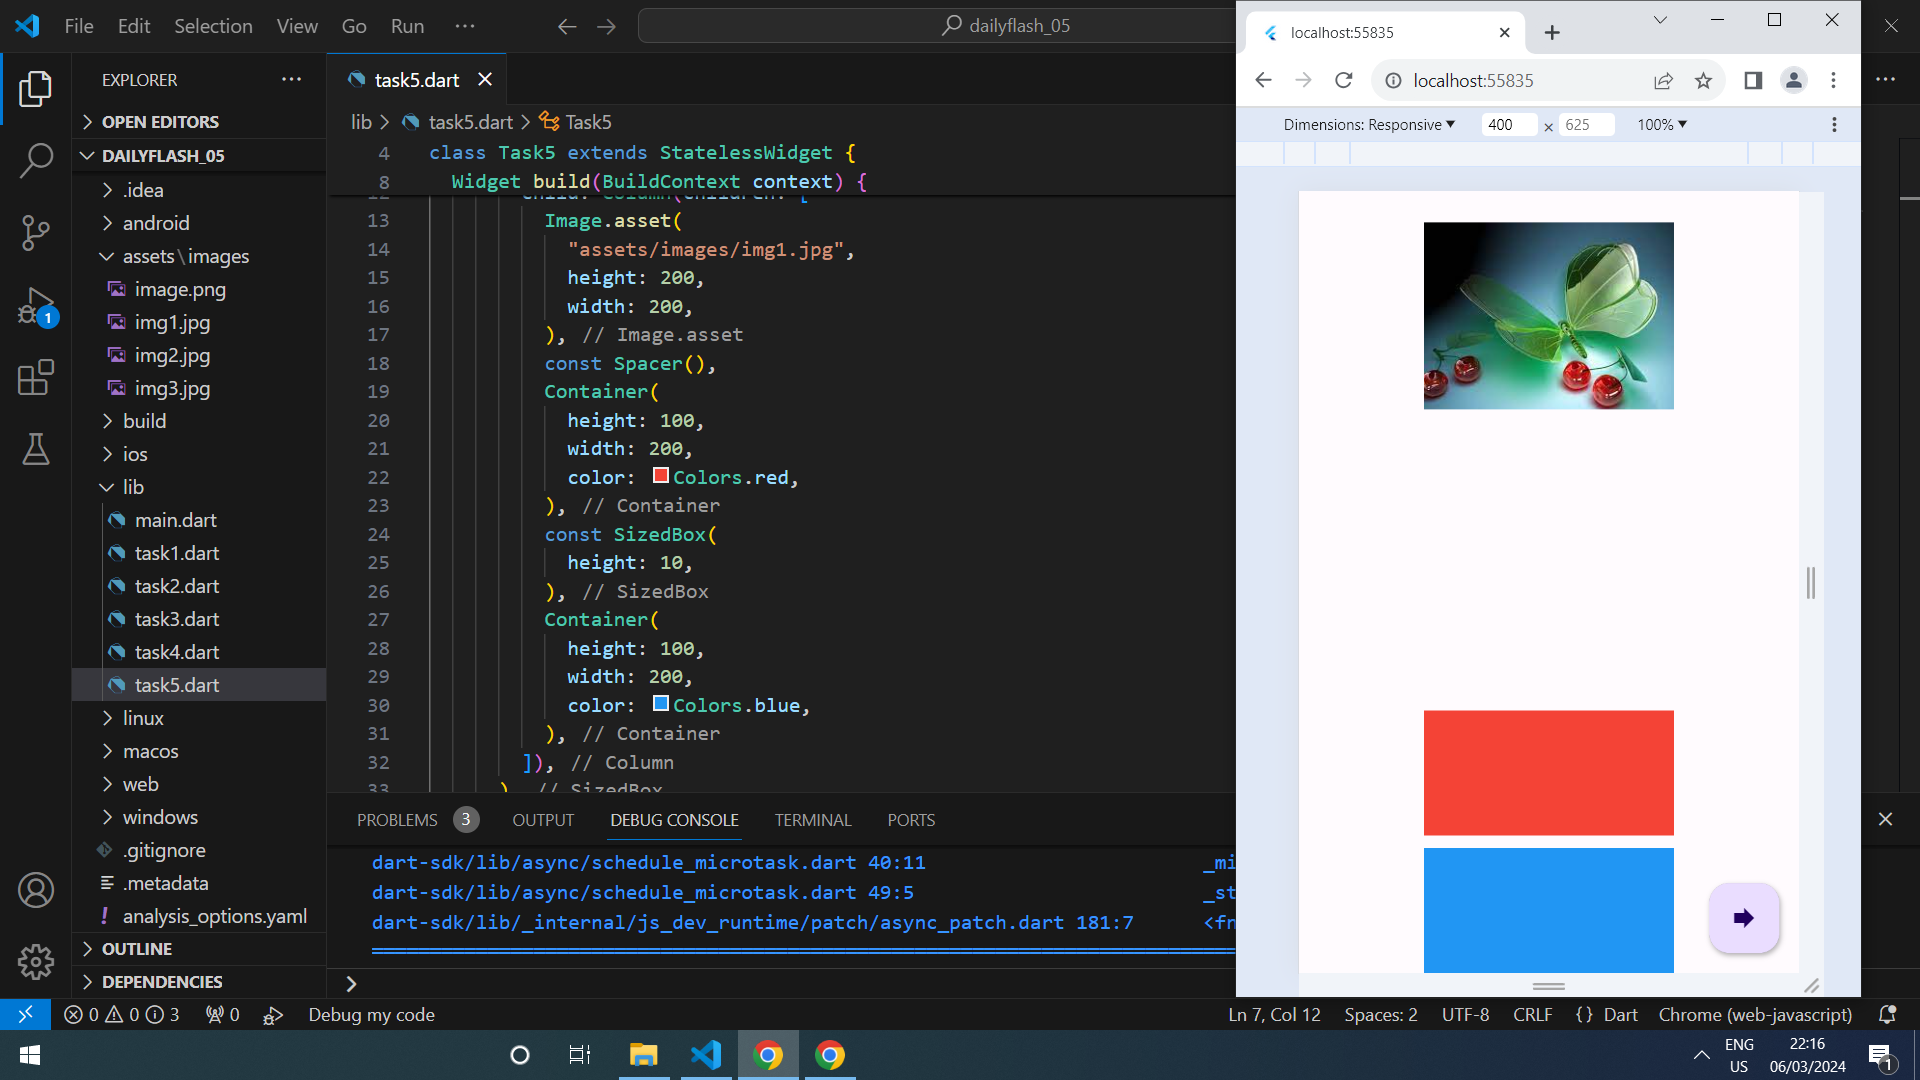 File Edit Selection View Go Run ···
dailyflash_05
EXPLORER
OPEN EDITORS
DAILYFLASH_05
.idea
android
assets\images
image.png
img1.jpg
img2.jpg
img3.jpg
build
ios
lib
main.dart
task1.dart
task2.dart
task3.dart
task4.dart
task5.dart
linux
macos
web
windows
.gitignore
.metadata
analysis_options.yaml
OUTLINE
DEPENDENCIES
task5.dart
lib > task5.dart > Task5
4 class Task5 extends StatelessWidget {
8 Widget build(BuildContext context) {
12 child: Column(children: [
13 Image.asset(
14 "assets/images/img1.jpg",
15 height: 200,
16 width: 200,
17 ), // Image.asset
18 const Spacer(),
19 Container(
20 height: 100,
21 width: 200,
22 color: Colors.red,
23 ), // Container
24 const SizedBox(
25 height: 10,
26 ), // SizedBox
27 Container(
28 height: 100,
29 width: 200,
30 color: Colors.blue,
31 ), // Container
32 ]), // Column
33 ), // SizedBox
PROBLEMS 3 OUTPUT DEBUG CONSOLE TERMINAL PORTS
dart-sdk/lib/async/schedule_microtask.dart 40:11 _mi
dart-sdk/lib/async/schedule_microtask.dart 49:5 _st
dart-sdk/lib/_internal/js_dev_runtime/patch/async_patch.dart 181:7 <fn
1
localhost:55835
localhost:55835
Dimensions: Responsive 400 × 625 100%
0 0 3 0 Debug my code Ln 7, Col 12 Spaces: 2 UTF-8 CRLF {} Dart Chrome (web-javascript)
ENG
US
22:16
06/03/2024
1